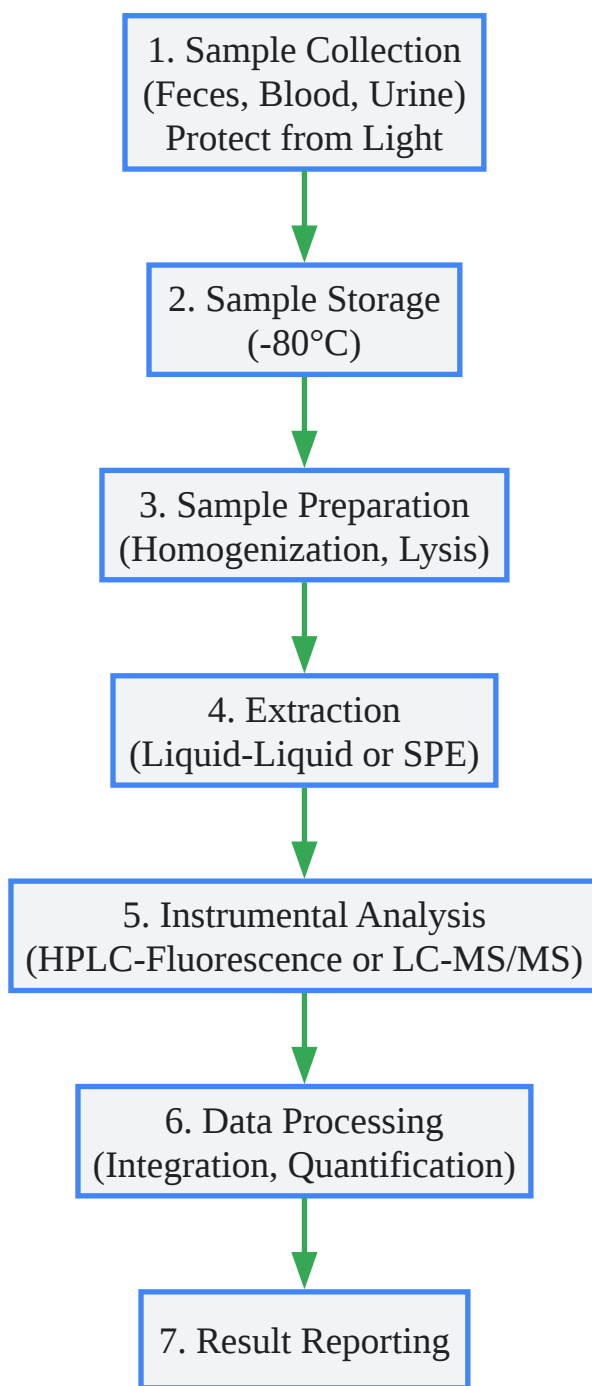 1. Sample Collection
(Feces, Blood, Urine)
Protect from Light
2. Sample Storage
(-80°C)
3. Sample Preparation
(Homogenization, Lysis)
4. Extraction
(Liquid-Liquid or SPE)
5. Instrumental Analysis
(HPLC-Fluorescence or LC-MS/MS)
6. Data Processing
(Integration, Quantification)
7. Result Reporting